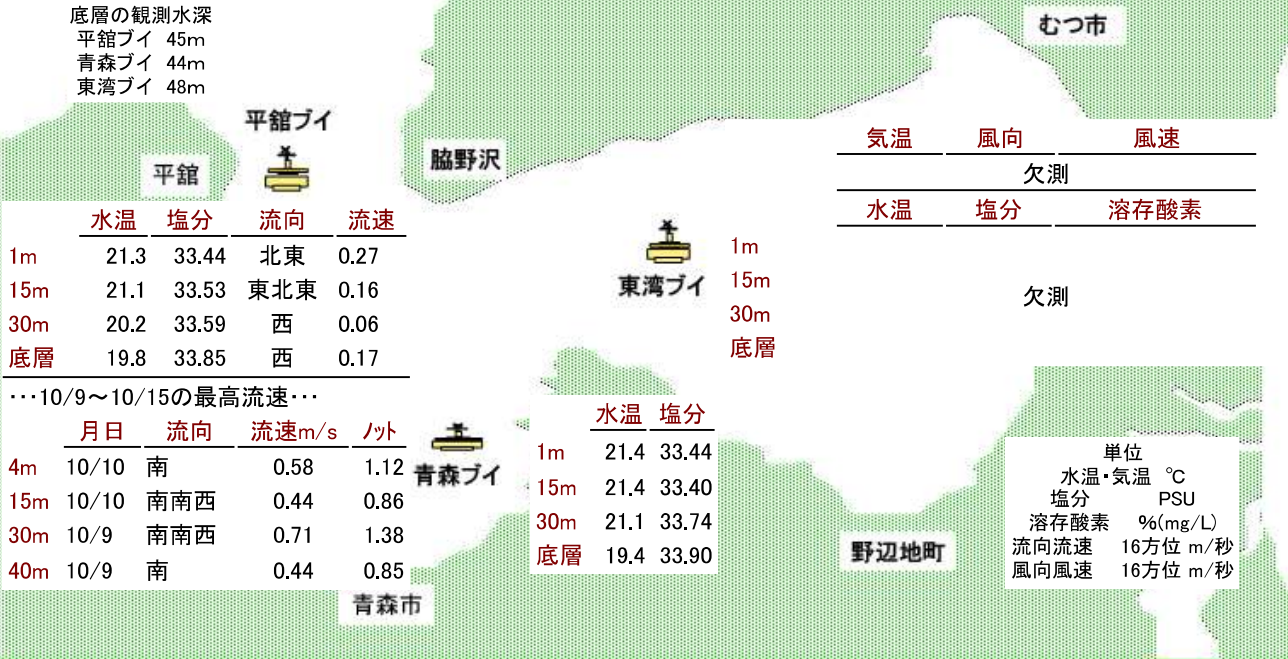 底層の観測水深
平舘ブイ 45m
青森ブイ 44m
東湾ブイ 48m
むつ市
平舘ブイ
脇野沢
平舘
気温 風向 風速
欠測
水温 塩分 溶存酸素
欠測
水温 塩分 流向 流速
1m 21.3 33.44 北東 0.27
15m 21.1 33.53 東北東 0.16
30m 20.2 33.59 西 0.06
底層 19.8 33.85 西 0.17
東湾ブイ
1m
15m
30m
底層
…10/9～10/15の最高流速…
月日 流向 流速m/s ノット
4m 10/10 南 0.58 1.12
15m 10/10 南南西 0.44 0.86
30m 10/9 南南西 0.71 1.38
40m 10/9 南 0.44 0.85
青森ブイ
水温 塩分
1m 21.4 33.44
15m 21.4 33.40
30m 21.1 33.74
底層 19.4 33.90
単位
水温・気温 ℃
塩分 PSU
溶存酸素 %(mg/L)
流向流速 16方位 m/秒
風向風速 16方位 m/秒
野辺地町
青森市